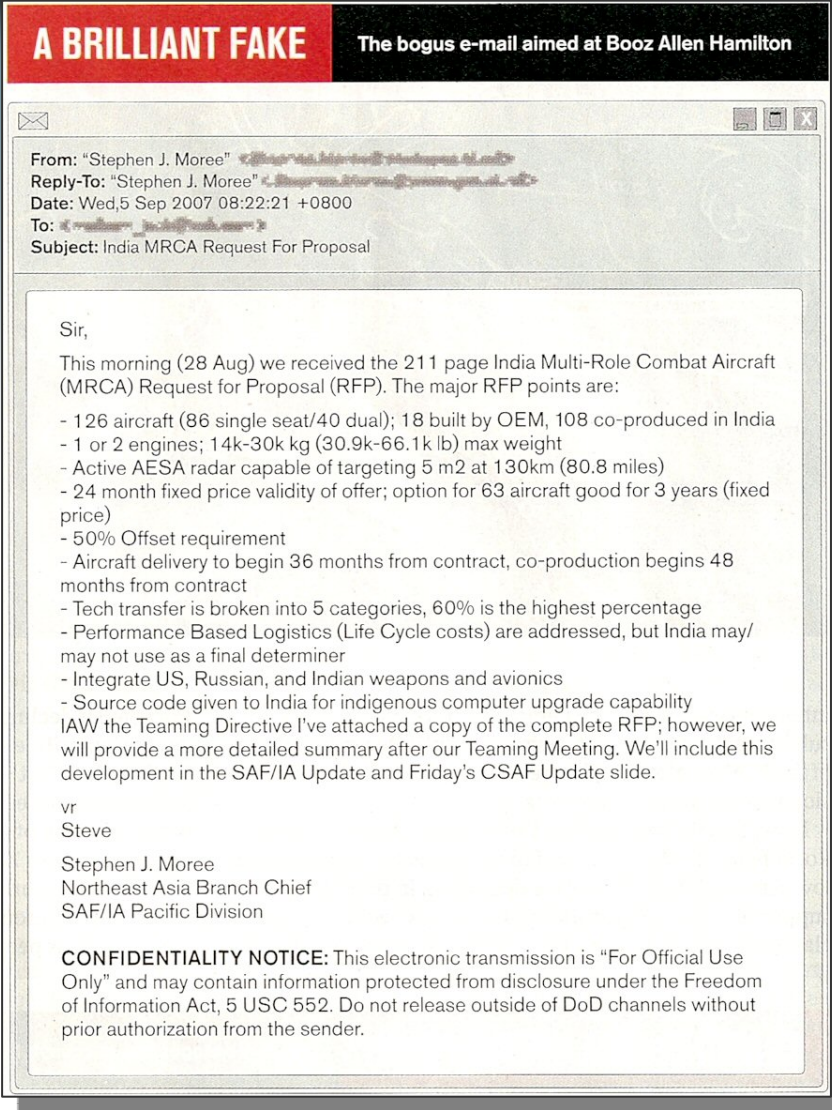 A BRILLIANT FAKE
The bogus e-mail aimed at Booz Allen Hamilton
X
From: “Stephen J. Moree”
Reply-To: “Stephen J. Moree”
Date: Wed,5 Sep 2007 08:22:21 +0800
To:
Subject: India MRCA Request For Proposal
Sir,
This morning (28 Aug) we received the 211 page India Multi-Role Combat Aircraft
(MRCA) Request for Proposal (RFP). The major RFP points are:
- 126 aircraft (86 single seat/40 dual); 18 built by OEM, 108 co-produced in India
- 1 or 2 engines; 14k-30k kg (30.9k-66.1k lb) max weight
- Active AESA radar capable of targeting 5 m2 at 130km (80.8 miles)
- 24 month fixed price validity of offer; option for 63 aircraft good for 3 years (fixed
price)
- 50% Offset requirement
- Aircraft delivery to begin 36 months from contract, co-production begins 48
months from contract
- Tech transfer is broken into 5 categories, 60% is the highest percentage
- Performance Based Logistics (Life Cycle costs) are addressed, but India may/
may not use as a final determiner
- Integrate US, Russian, and Indian weapons and avionics
- Source code given to India for indigenous computer upgrade capability
IAW the Teaming Directive I’ve attached a copy of the complete RFP; however, we
will provide a more detailed summary after our Teaming Meeting. We’ll include this
development in the SAF/IA Update and Friday’s CSAF Update slide.
vr
Steve
Stephen J. Moree
Northeast Asia Branch Chief
SAF/IA Pacific Division
CONFIDENTIALITY NOTICE: This electronic transmission is “For Official Use
Only” and may contain information protected from disclosure under the Freedom
of Information Act, 5 USC 552. Do not release outside of DoD channels without
prior authorization from the sender.